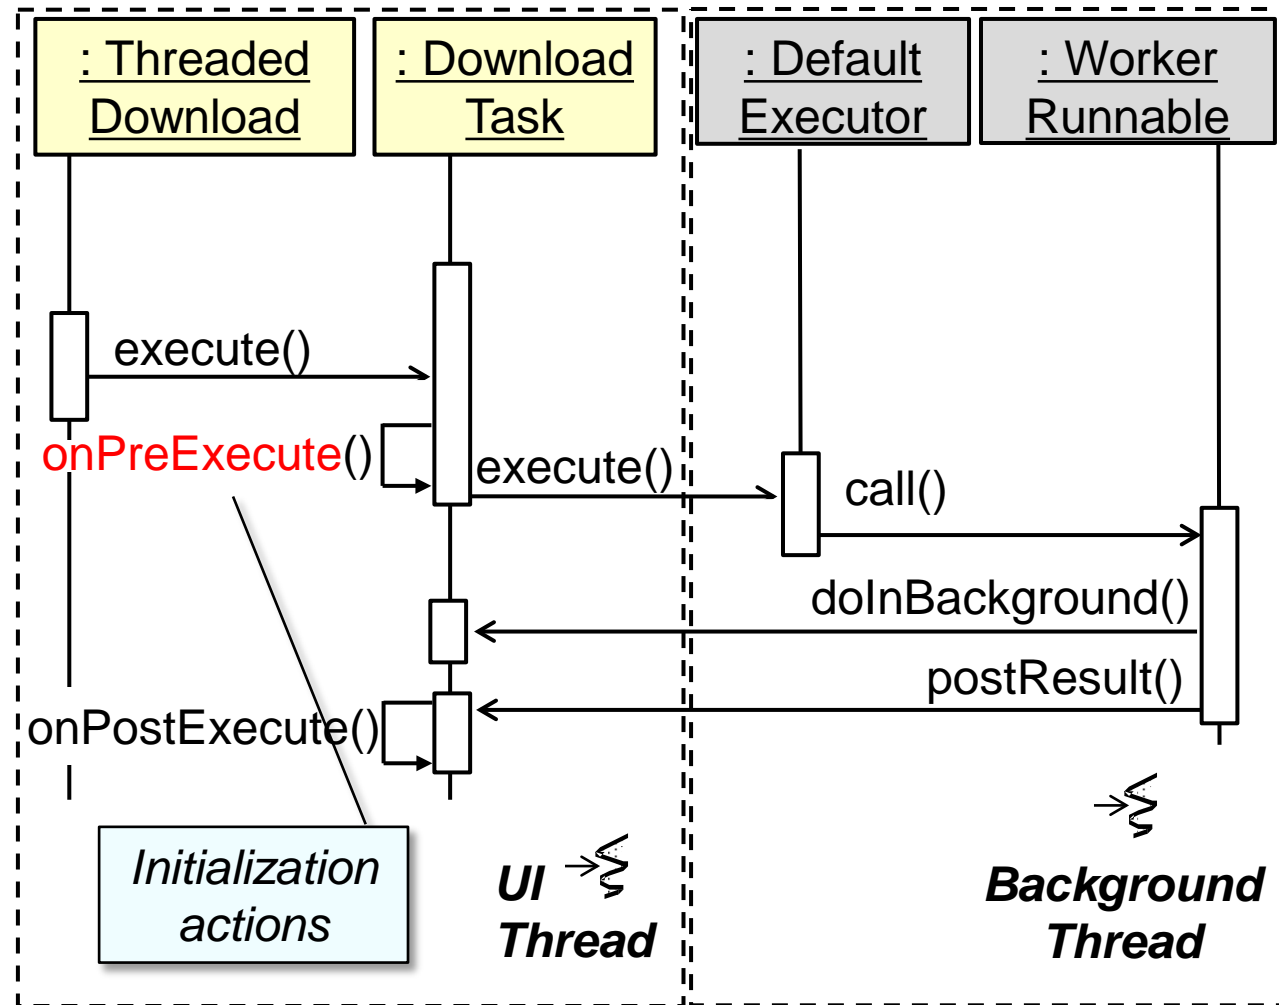 : Threaded
Download
: Download
Task
: Default
Executor
: Worker
Runnable
execute()
onPreExecute()
execute()
call()
doInBackground()
postResult()
onPostExecute()
Initialization
actions
UI
Thread
Background
Thread